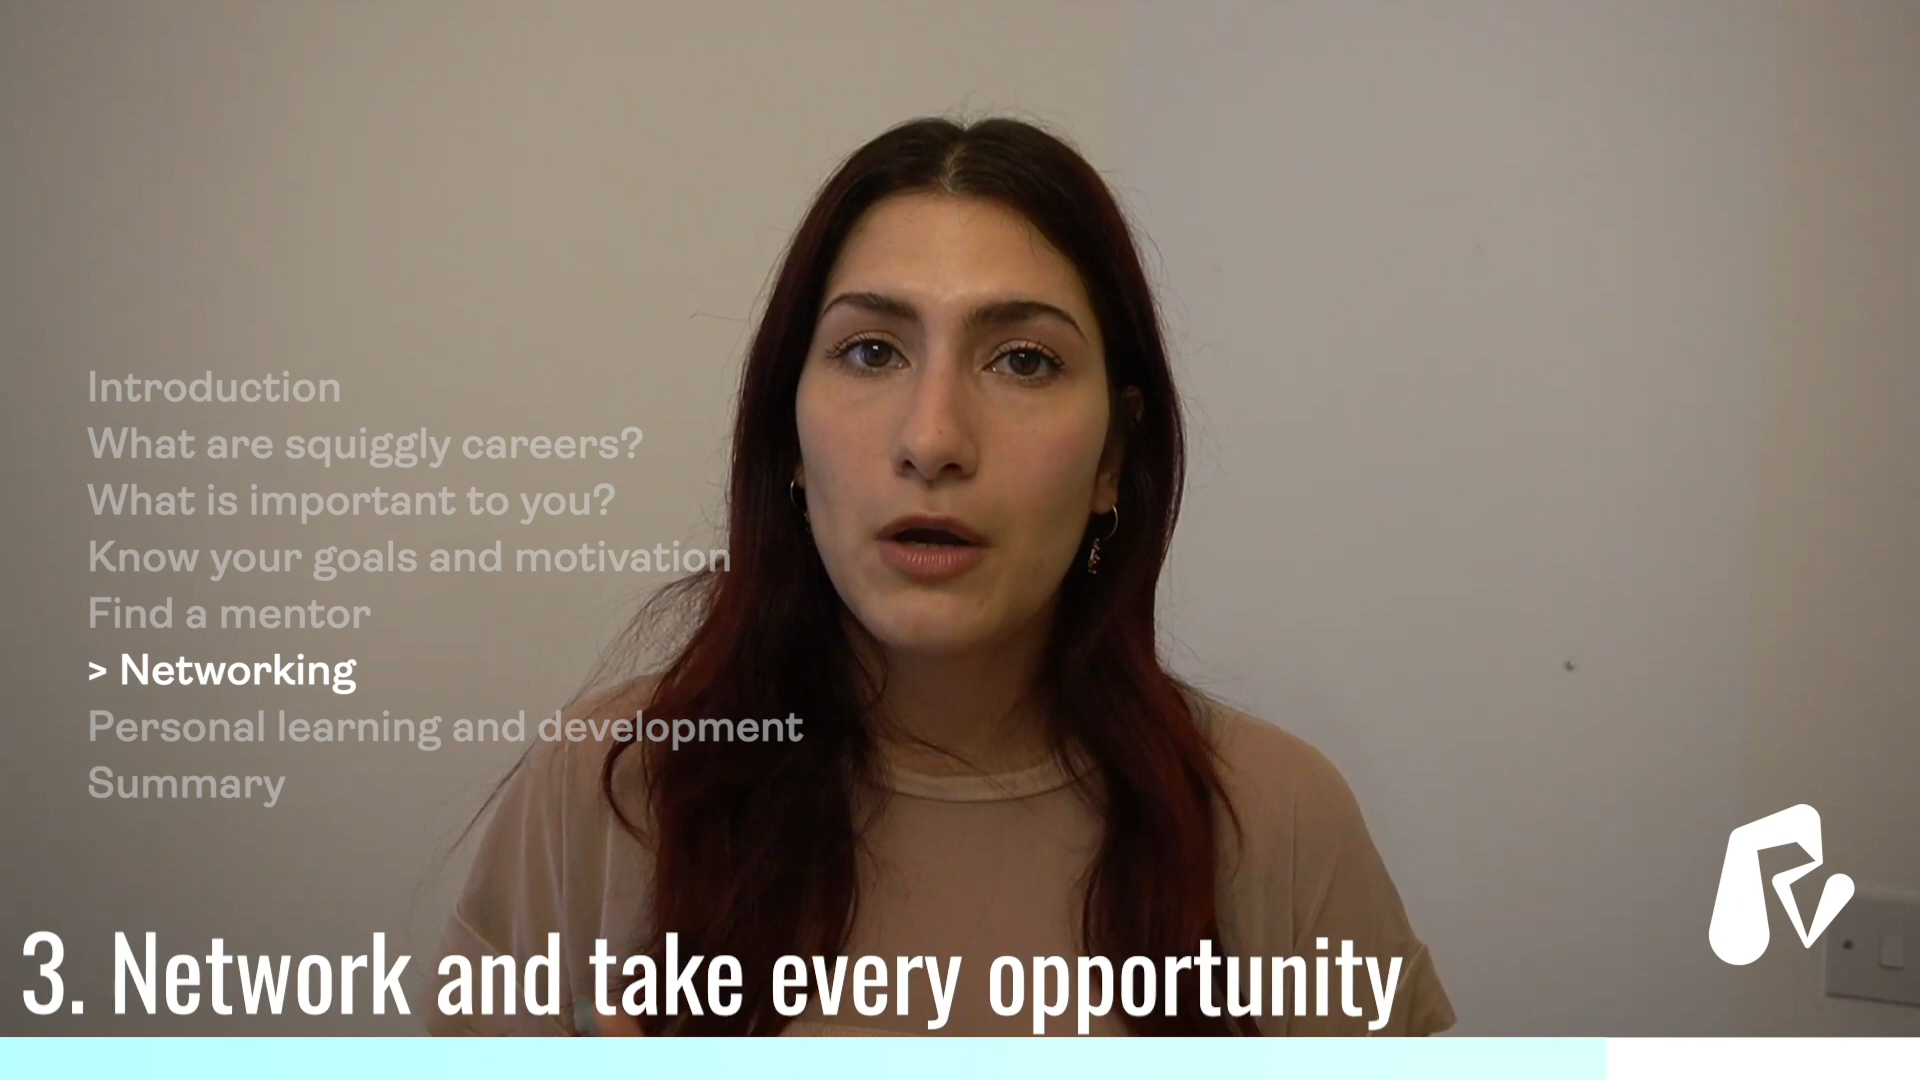 Introduction
What are squiggly careers?
What is important to you?
Know your goals and motivation
Find a mentor
> Networking
Personal learning and development
Summary
3. Network and take every opportunity